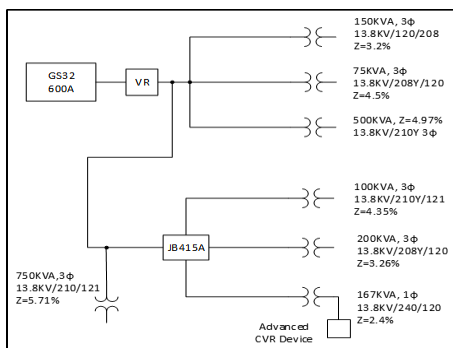 150KVA, 3ϕ
13.8KV/120/208
Z=3.2%
GS32
600A
VR
75KVA, 3ϕ
13.8KV/208Y/120
Z=4.5%
500KVA, Z=4.97%
13.8KV/210Y 3ϕ
100KVA, 3ϕ
13.8KV/210Y/121
Z=4.35%
JB415A
200KVA, 3ϕ
13.8KV/208Y/120
Z=3.26%
750KVA,3ϕ
13.8KV/210/121
Z=5.71%
167KVA, 1ϕ
13.8KV/240/120
Z=2.4%
Advanced
CVR Device